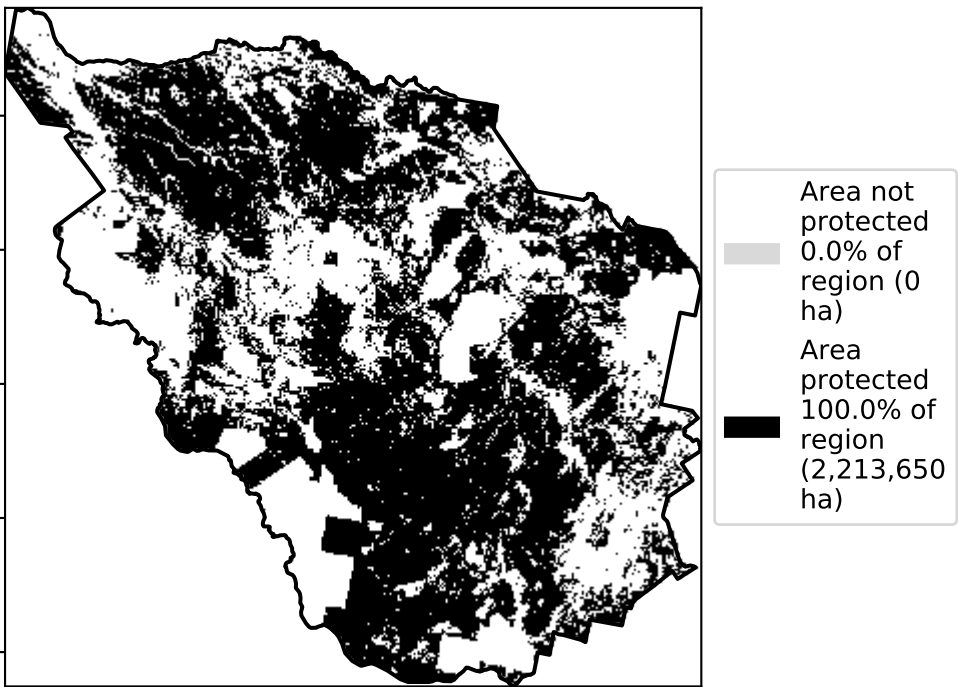 Area not
protected
0.0% of
region (0
ha)
Area
protected
100.0% of
region
(2,213,650
ha)